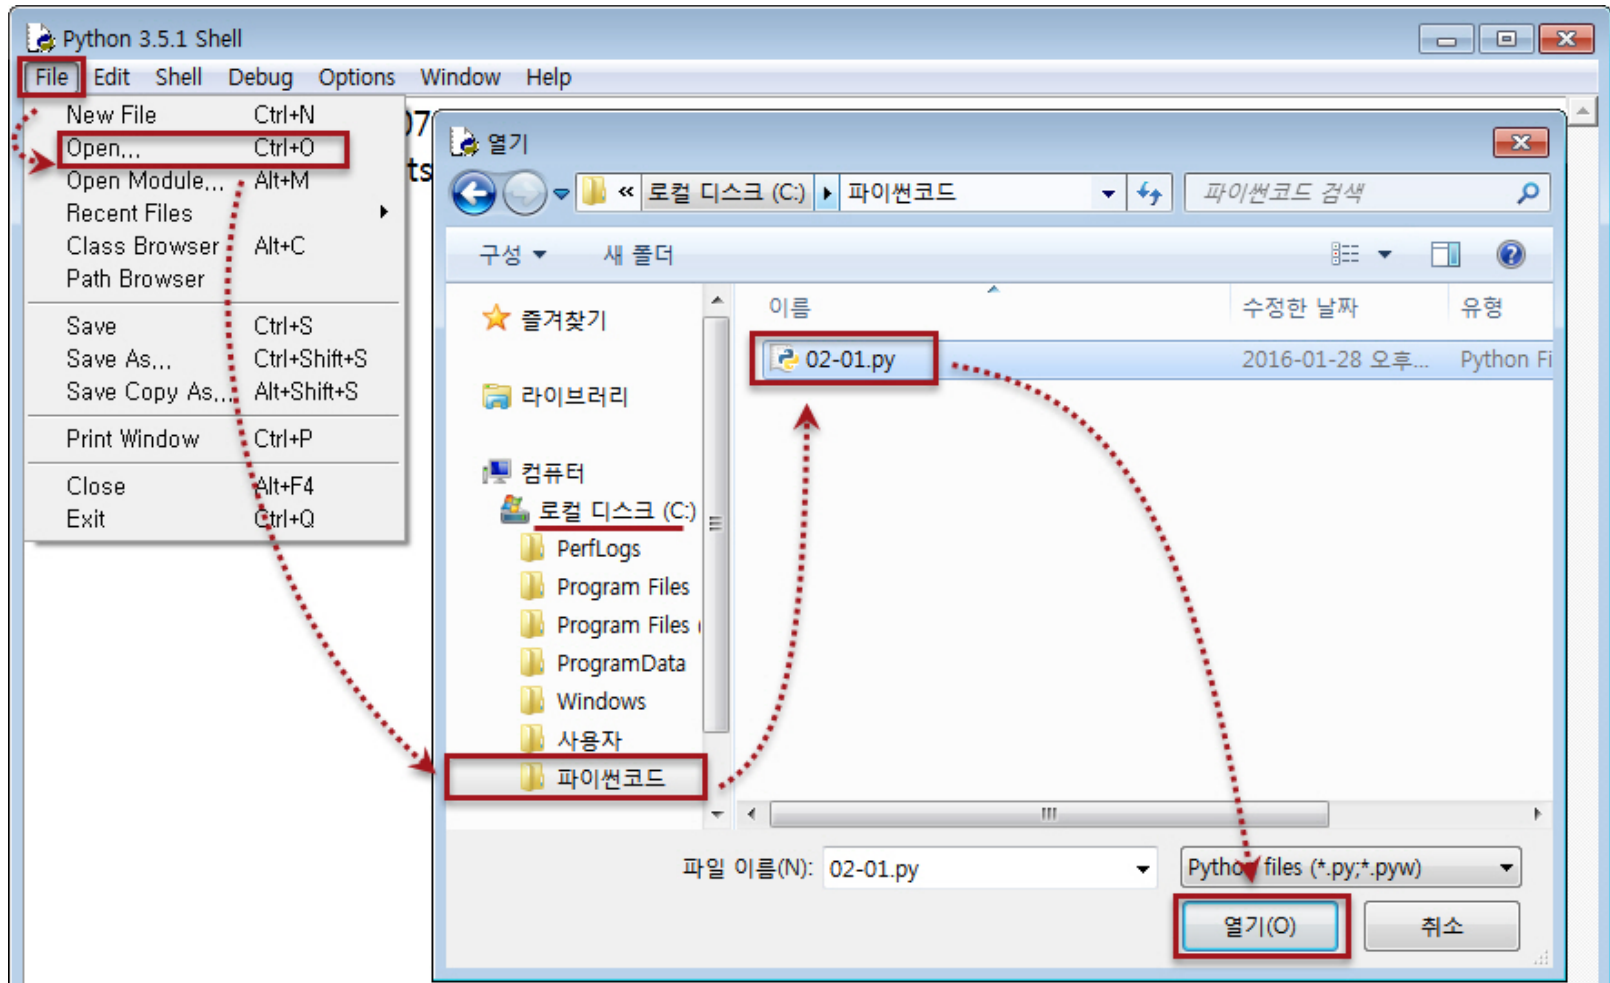 Python 3.5.1 Shell
File Edit Shell Debug Options Window Help
New File Ctrl+N
Open... Ctrl+O
Open Module... Alt+M
Recent Files
Class Browser Alt+C
Path Browser
Save Ctrl+S
Save As... Ctrl+Shift+S
Save Copy As... Alt+Shift+S
Print Window Ctrl+P
Close Alt+F4
Exit Ctrl+Q
07
ts
열기
« 로컬 디스크 (C:) 파이썬코드
파이썬코드 검색
구성 새 폴더
즐겨찾기
라이브러리
컴퓨터
로컬 디스크 (C:)
PerfLogs
Program Files
Program Files (
ProgramData
Windows
사용자
파이썬코드
이름 수정한 날짜 유형
02-01.py 2016-01-28 오후... Python Fi
파일 이름(N): 02-01.py
Python files (*.py;*.pyw)
열기(O) 취소